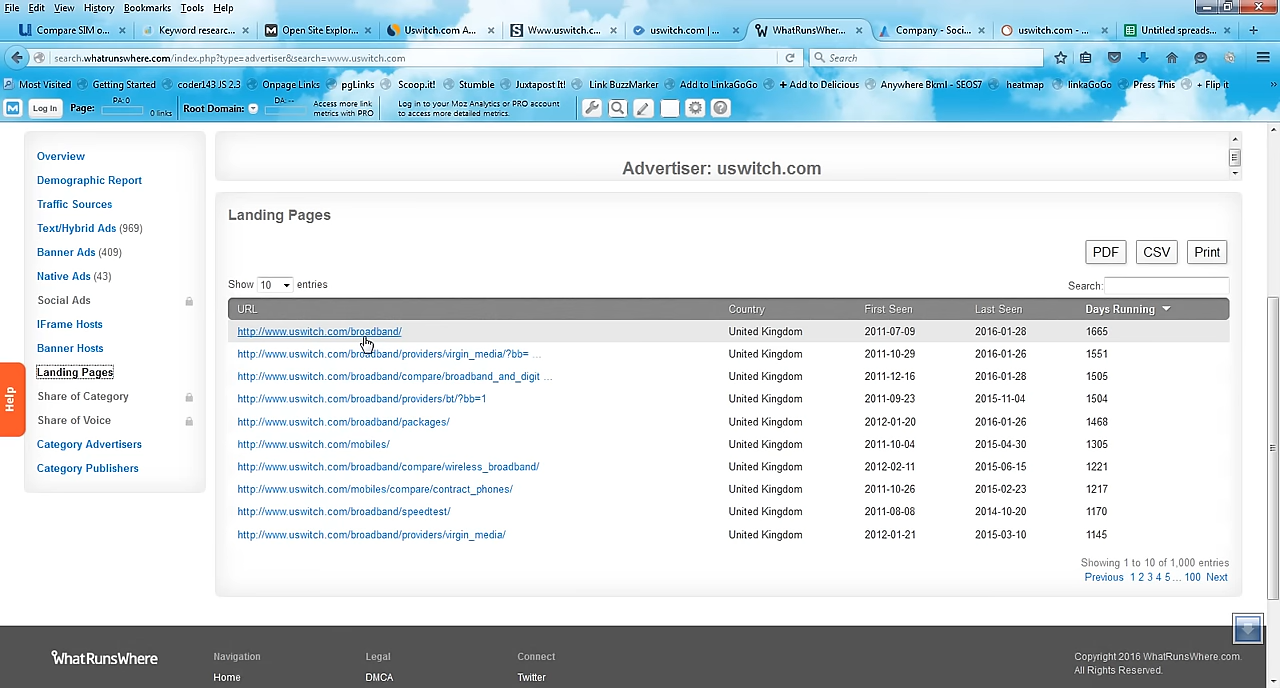 File Edit View History Bookmarks Tools Help
Compare SIM o... Keyword researc... Open Site Explor... Uswitch.com A... Www.uswitch.c... uswitch.com | ... WhatRunsWhere... Company - Soci... uswitch.com - ... Untitled spreads...
search.whatrunswhere.com/index.php?type=advertiser&search=www.uswitch.com Search
Most Visited Getting Started coder143 JS 2.3 Onpage Links pgLinks Scoop.it! Stumble Juxtapost It! Link BuzzMarker Add to LinkaGoGo + Add to Delicious Anywhere Bkml - SEOS7 heatmap linkaGoGo Press This + Flip it
M Log In Page: DA: 0 0 links Root Domain: DA: -- Access more link metrics with PRO Log in to your Moz Analytics or PRO account to access more detailed metrics.
Overview
Demographic Report
Traffic Sources
Text/Hybrid Ads (969)
Banner Ads (409)
Native Ads (43)
Social Ads
IFrame Hosts
Banner Hosts
Landing Pages
Share of Category
Share of Voice
Category Advertisers
Category Publishers
Help
Advertiser: uswitch.com
Landing Pages
PDF CSV Print
Show 10 entries Search:
URL Country First Seen Last Seen Days Running
http://www.uswitch.com/broadband/ United Kingdom 2011-07-09 2016-01-28 1665
http://www.uswitch.com/broadband/providers/virgin_media/?bb= ... United Kingdom 2011-10-29 2016-01-26 1551
http://www.uswitch.com/broadband/compare/broadband_and_digit ... United Kingdom 2011-12-16 2016-01-28 1505
http://www.uswitch.com/broadband/providers/bt/?bb=1 United Kingdom 2011-09-23 2015-11-04 1504
http://www.uswitch.com/broadband/packages/ United Kingdom 2012-01-20 2016-01-26 1468
http://www.uswitch.com/mobiles/ United Kingdom 2011-10-04 2015-04-30 1305
http://www.uswitch.com/broadband/compare/wireless_broadband/ United Kingdom 2012-02-11 2015-06-15 1221
http://www.uswitch.com/mobiles/compare/contract_phones/ United Kingdom 2011-10-26 2015-02-23 1217
http://www.uswitch.com/broadband/speedtest/ United Kingdom 2011-08-08 2014-10-20 1170
http://www.uswitch.com/broadband/providers/virgin_media/ United Kingdom 2012-01-21 2015-03-10 1145
Showing 1 to 10 of 1,000 entries
Previous 1 2 3 4 5 ... 100 Next
WhatRunsWhere Navigation Legal Connect Copyright 2016 WhatRunsWhere.com.
Home DMCA Twitter All Rights Reserved.